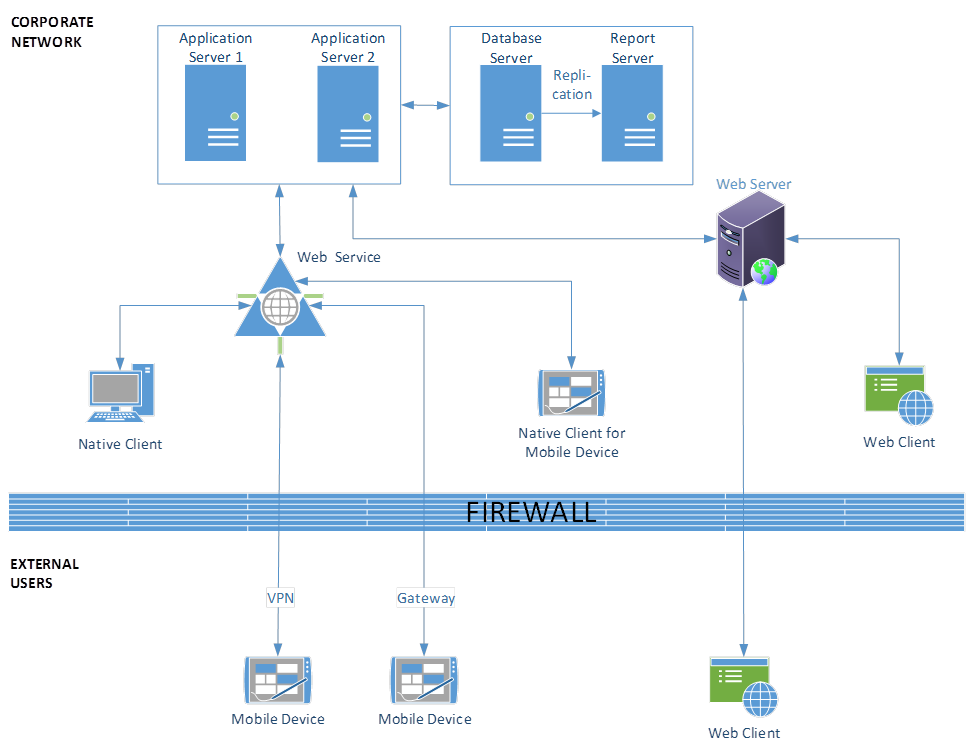 CORPORATE
NETWORK
Application
Server 1
Application
Server 2
Database
Server
Report
Server
Repli-
cation
Web Server
Web Service
Native Client
Native Client for
Mobile Device
Web Client
FIREWALL
EXTERNAL
USERS
VPN
Gateway
Mobile Device
Mobile Device
Web Client